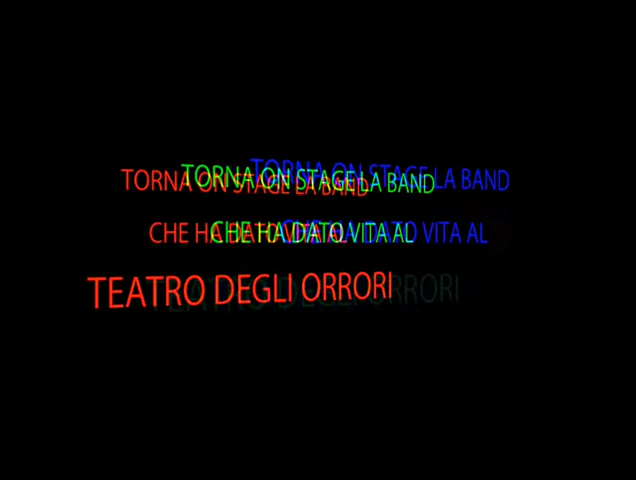 TORNA ON STAGE LA BAND
CHE HA DATO VITA AL
TEATRO DEGLI ORRORI